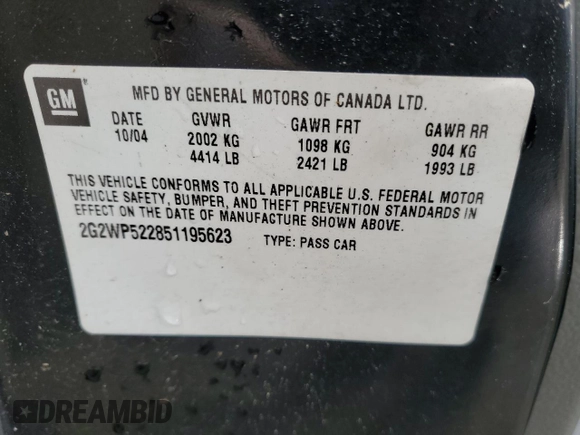 GM
MFD BY GENERAL MOTORS OF CANADA LTD.
DATE GVWR GAWR FRT GAWR RR
10/04 2002 KG 1098 KG 904 KG
4414 LB 2421 LB 1993 LB
THIS VEHICLE CONFORMS TO ALL APPLICABLE U.S. FEDERAL MOTOR
VEHICLE SAFETY, BUMPER, AND THEFT PREVENTION STANDARDS IN
EFFECT ON THE DATE OF MANUFACTURE SHOWN ABOVE.
2G2WP522851195623 TYPE: PASS CAR
DREAMBID